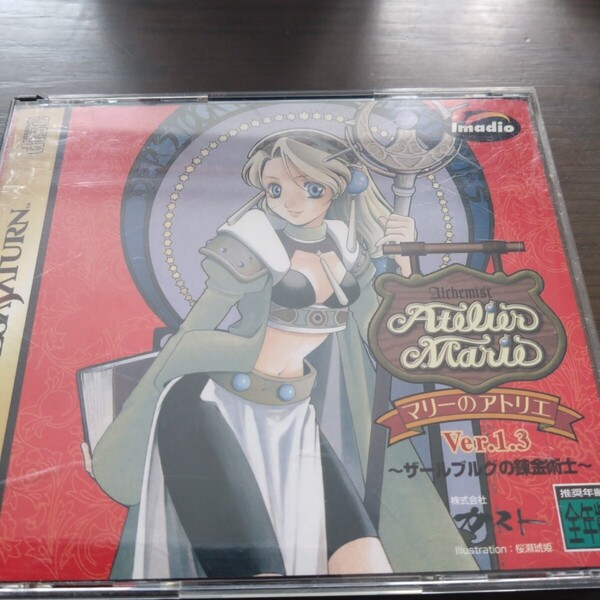 SATURN
Imadio
Alchemist
Atelier
Marie
マリーのアトリエ
Ver.1.3
～ザールブルグの錬金術士～
株式会社
ガスト
Illustration：桜瀬琥姫
推奨年齢
全年齢